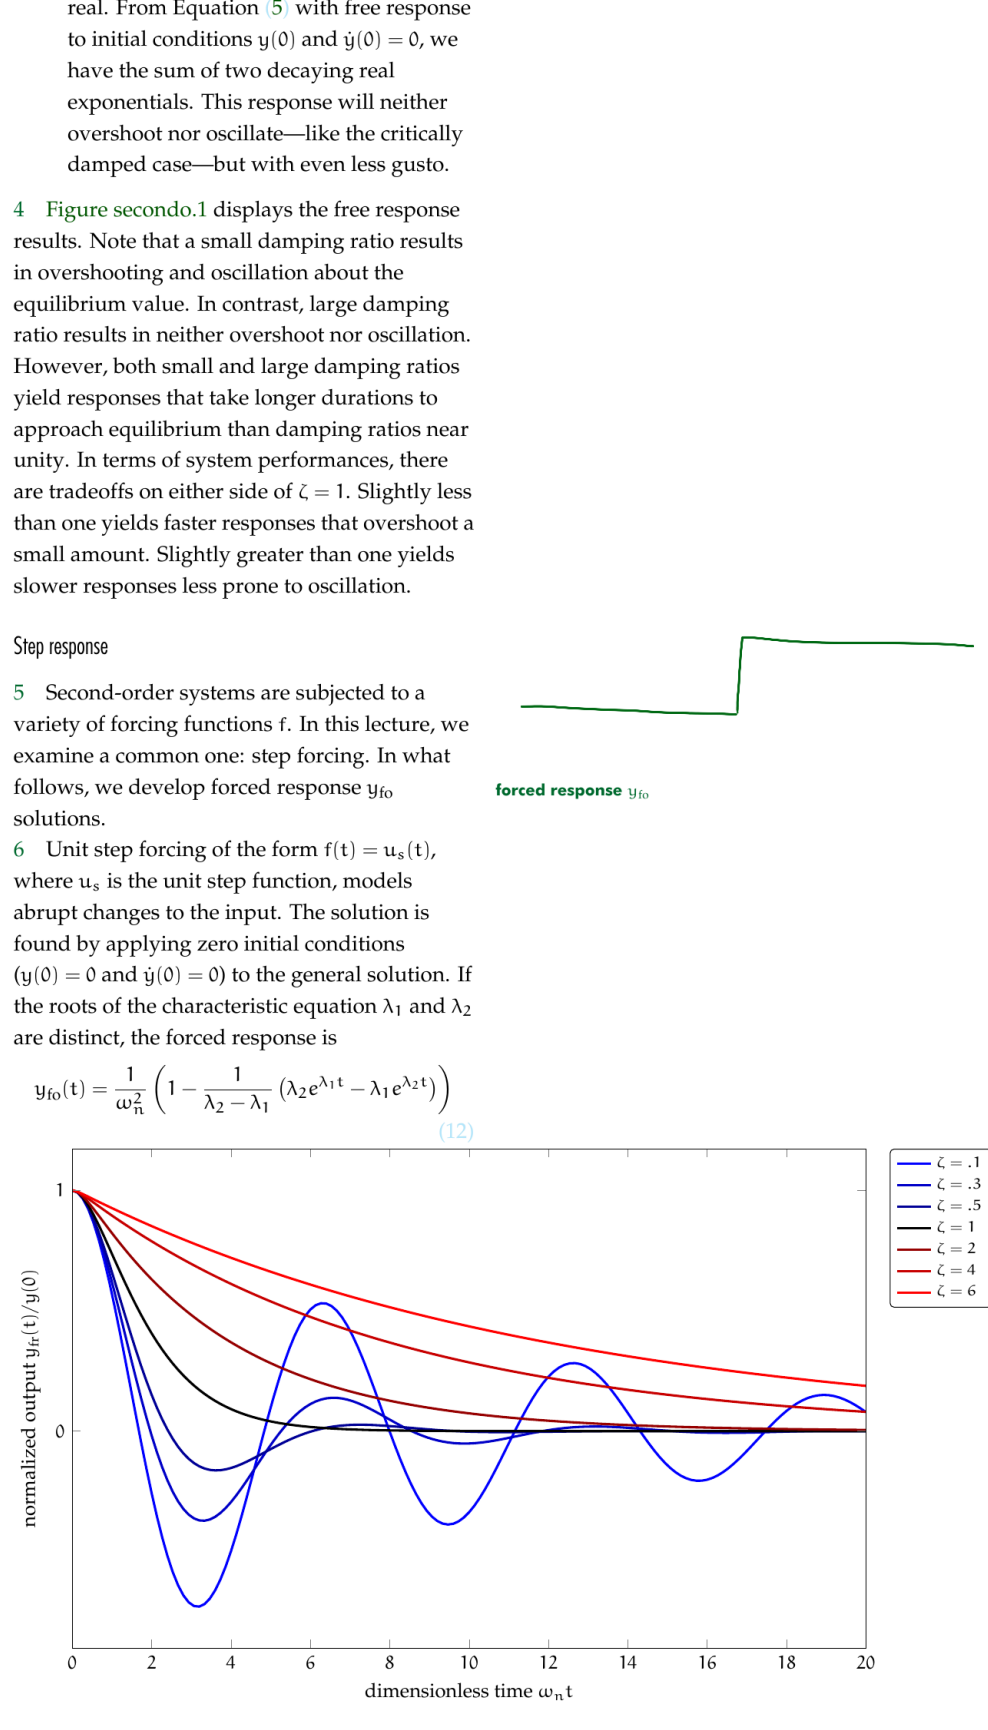 real. From Equation (5) with free response
to initial conditions y(0) and ẏ(0) = 0, we
have the sum of two decaying real
exponentials. This response will neither
overshoot nor oscillate—like the critically
damped case—but with even less gusto.
4 Figure secondo.1 displays the free response
results. Note that a small damping ratio results
in overshooting and oscillation about the
equilibrium value. In contrast, large damping
ratio results in neither overshoot nor oscillation.
However, both small and large damping ratios
yield responses that take longer durations to
approach equilibrium than damping ratios near
unity. In terms of system performances, there
are tradeoffs on either side of ζ = 1. Slightly less
than one yields faster responses that overshoot a
small amount. Slightly greater than one yields
slower responses less prone to oscillation.
Step response
5 Second-order systems are subjected to a
variety of forcing functions f. In this lecture, we
examine a common one: step forcing. In what
follows, we develop forced response y_fo
solutions.
forced response y_fo
6 Unit step forcing of the form f(t) = u_s(t),
where u_s is the unit step function, models
abrupt changes to the input. The solution is
found by applying zero initial conditions
(y(0) = 0 and ẏ(0) = 0) to the general solution. If
the roots of the characteristic equation λ₁ and λ₂
are distinct, the forced response is
y_fo(t) = 1/ω_n² (1 − 1/(λ₂ − λ₁) (λ₂e^{λ₁t} − λ₁e^{λ₂t}))
(12)
ζ = .1
ζ = .3
ζ = .5
ζ = 1
ζ = 2
ζ = 4
ζ = 6
1
0
normalized output y_fr(t)/y(0)
0 2 4 6 8 10 12 14 16 18 20
dimensionless time ω_n t